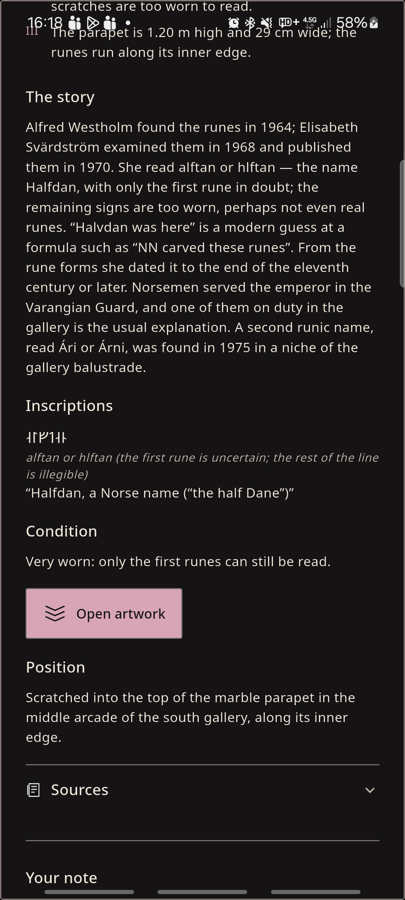 scratches are too worn to read.
16:18 HD+ 4.5G 58%
III The parapet is 1.20 m high and 29 cm wide; the
runes run along its inner edge.
The story
Alfred Westholm found the runes in 1964; Elisabeth
Svärdström examined them in 1968 and published
them in 1970. She read alftan or hlftan — the name
Halfdan, with only the first rune in doubt; the
remaining signs are too worn, perhaps not even real
runes. “Halvdan was here” is a modern guess at a
formula such as “NN carved these runes”. From the
rune forms she dated it to the end of the eleventh
century or later. Norsemen served the emperor in the
Varangian Guard, and one of them on duty in the
gallery is the usual explanation. A second runic name,
read Ári or Árni, was found in 1975 in a niche of the
gallery balustrade.
Inscriptions
alftan or hlftan (the first rune is uncertain; the rest of the line
is illegible)
“Halfdan, a Norse name (“the half Dane”)”
Condition
Very worn: only the first runes can still be read.
Open artwork
Position
Scratched into the top of the marble parapet in the
middle arcade of the south gallery, along its inner
edge.
Sources
Your note